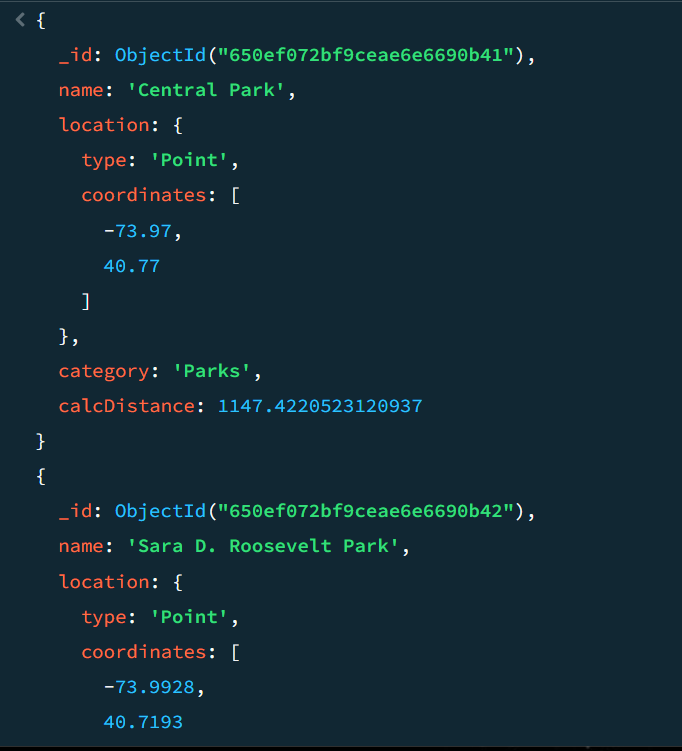 {
  _id: ObjectId("650ef072bf9ceae6e6690b41"),
  name: 'Central Park',
  location: {
    type: 'Point',
    coordinates: [
      -73.97,
      40.77
    ]
  },
  category: 'Parks',
  calcDistance: 1147.4220523120937
}
{
  _id: ObjectId("650ef072bf9ceae6e6690b42"),
  name: 'Sara D. Roosevelt Park',
  location: {
    type: 'Point',
    coordinates: [
      -73.9928,
      40.7193